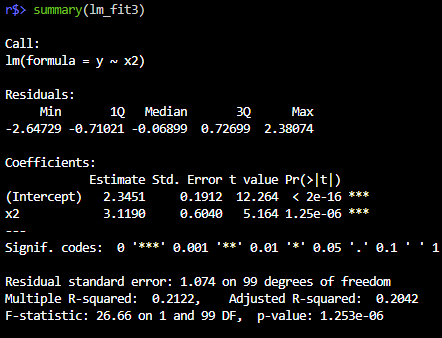 r$> summary(lm_fit3)

Call:
lm(formula = y ~ x2)

Residuals:
     Min       1Q   Median       3Q      Max
-2.64729 -0.71021 -0.06899  0.72699  2.38074

Coefficients:
            Estimate Std. Error t value Pr(>|t|)
(Intercept)   2.3451     0.1912  12.264  < 2e-16 ***
x2            3.1190     0.6040   5.164 1.25e-06 ***
---
Signif. codes:  0 '***' 0.001 '**' 0.01 '*' 0.05 '.' 0.1 ' ' 1

Residual standard error: 1.074 on 99 degrees of freedom
Multiple R-squared:  0.2122,    Adjusted R-squared:  0.2042
F-statistic: 26.66 on 1 and 99 DF,  p-value: 1.253e-06